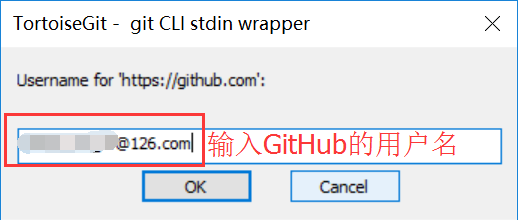 TortoiseGit - git CLI stdin wrapper
Username for 'https://github.com':
@126.com 输入GitHub的用户名
OK Cancel